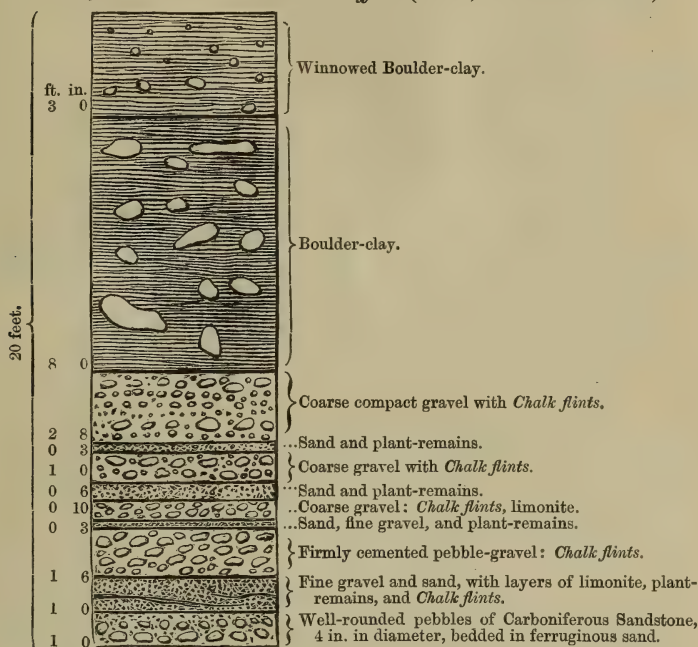 ft. in.
Winnowed Boulder-clay.
3 0
Boulder-clay.
20 feet.
8 0
Coarse compact gravel with Chalk flints.
2 8
0 3 ...Sand and plant-remains.
1 0 Coarse gravel with Chalk flints.
0 6 ...Sand and plant-remains.
0 10 ..Coarse gravel: Chalk flints, limonite.
0 3 ...Sand, fine gravel, and plant-remains.
Firmly cemented pebble-gravel: Chalk flints.
1 6
Fine gravel and sand, with layers of limonite, plant-
remains, and Chalk flints.
1 0
Well-rounded pebbles of Carboniferous Sandstone,
4 in. in diameter, bedded in ferruginous sand.
1 0